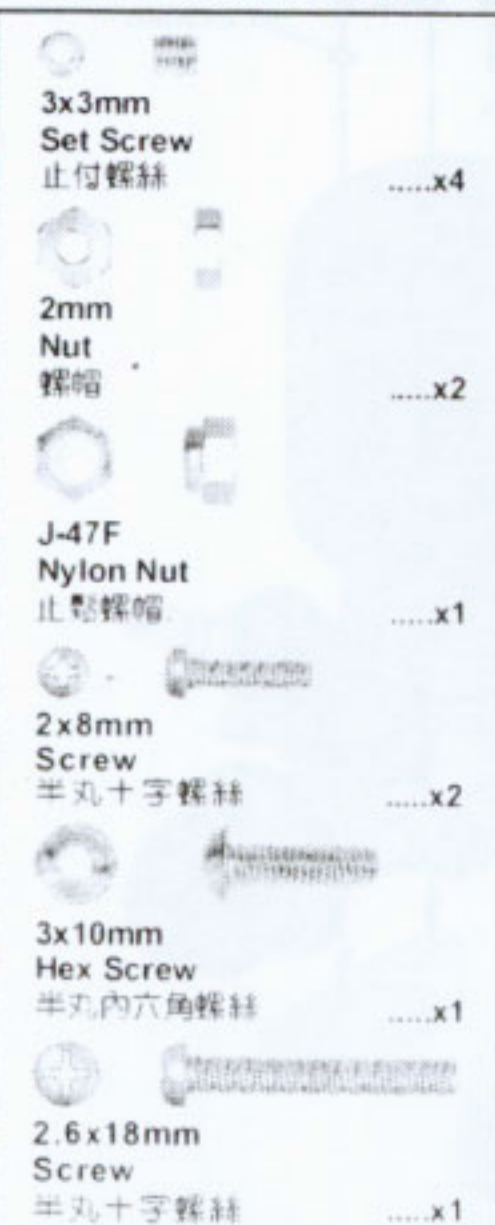 3x3mm
Set Screw
止付螺絲 .....x4
2mm
Nut
螺帽 .....x2
J-47F
Nylon Nut
止鬆螺帽 .....x1
2x8mm
Screw
半丸十字螺絲 .....x2
3x10mm
Hex Screw
半丸內六角螺絲 .....x1
2.6x18mm
Screw
半丸十字螺絲 .....x1